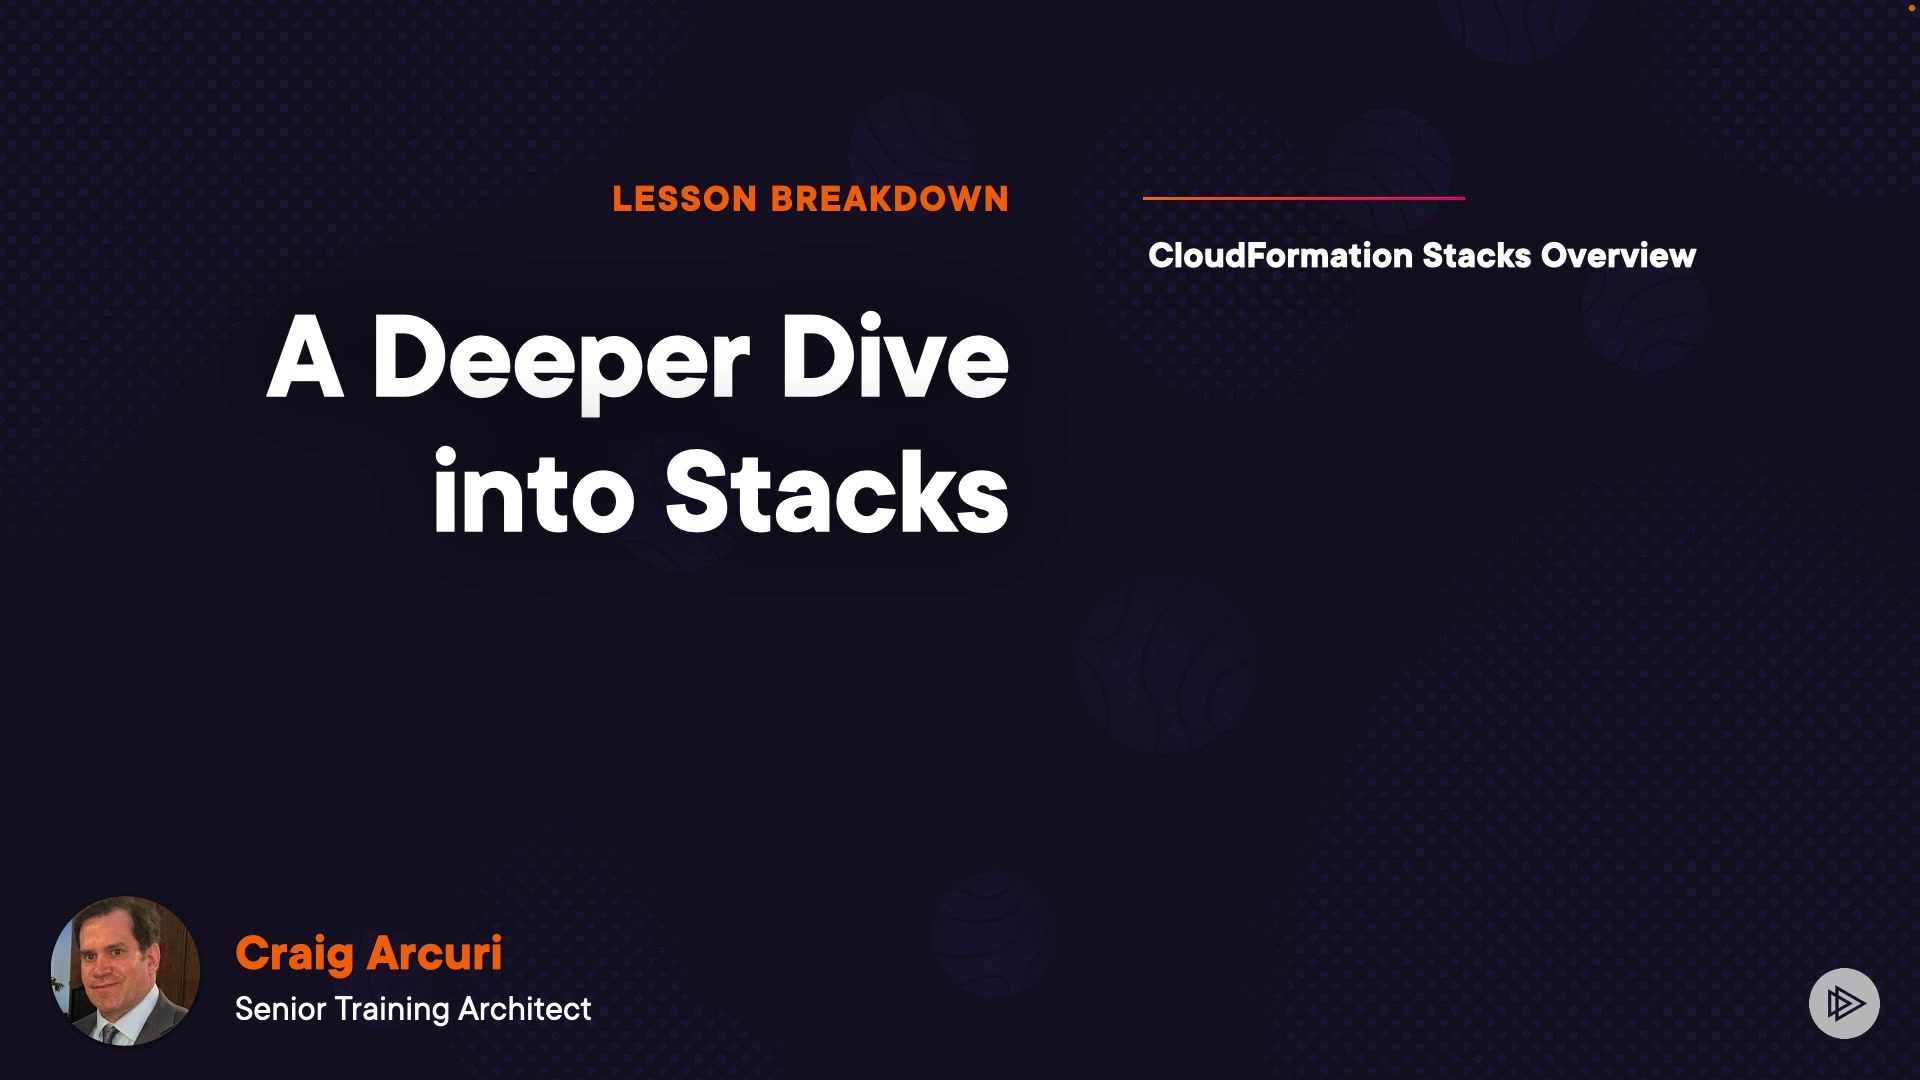 LESSON BREAKDOWN
A Deeper Dive
into Stacks
CloudFormation Stacks Overview
Craig Arcuri
Senior Training Architect